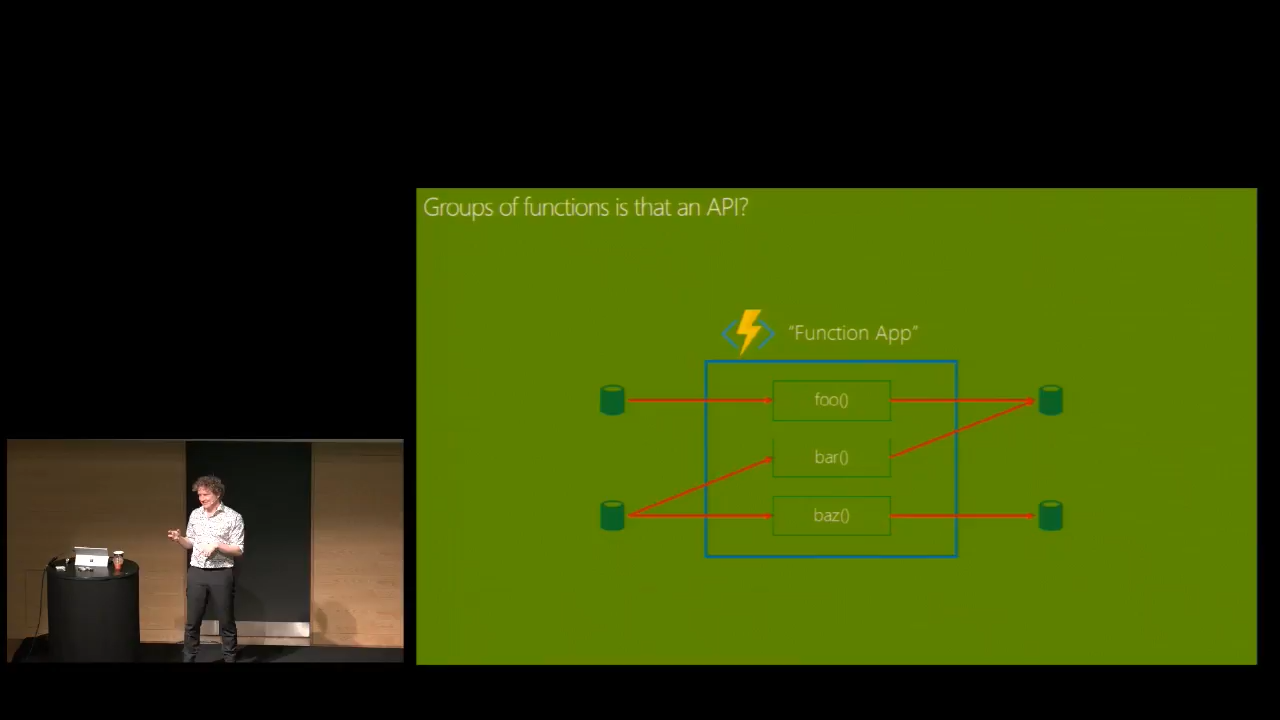 Groups of functions is that an API?
“Function App”
foo()
bar()
baz()